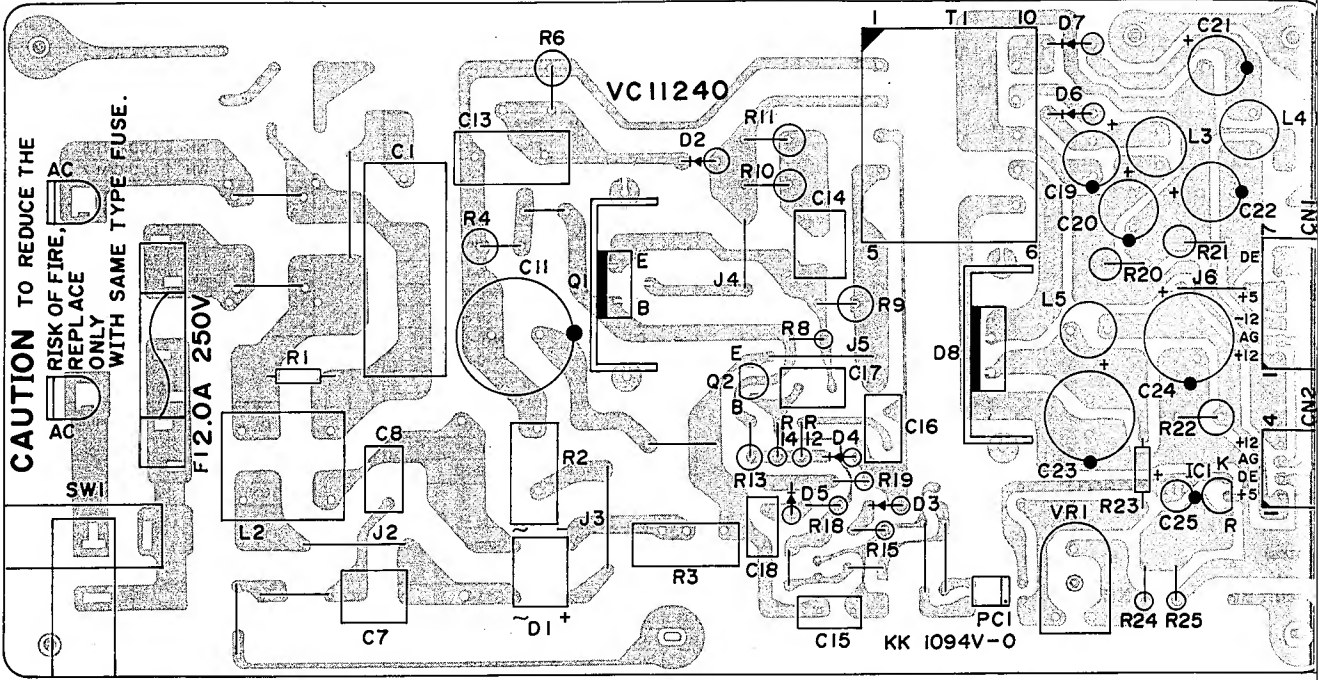 CAUTION TO REDUCE THE
RISK OF FIRE,
REPLACE
ONLY
WITH SAME TYPE FUSE.
AC
AC
F1 2.0A 250V
SW1
C1
R1
L2
C8
J2
C7
R6
C13
R4
C11
Q1
E
B
R2
J3
~ -
~ D1 +
R3
VC11240
D2
R11
R10
C14
J4
R9
R8
J5
E
Q2
B
C17
C16
R13
R14
R12
D4
R19
D5
R18
D3
R15
C18
C15
KK 1094V-0
PC1
1 T1 10
5 6
D7
D6
C21
+
L4
L3
+
C19
+
C20
+
C22
R21
R20
J6
+
L5
D8
C24
+
C23
R22
R23
+
IC1
K
R
C25
VR1
R24
R25
CN1
7
DE
+5
-12
AG
+12
1
CN2
4
+12
AG
DE
+5
1